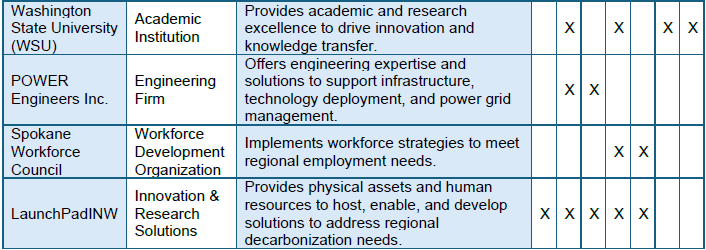 Washington State University (WSU) | Academic Institution | Provides academic and research excellence to drive innovation and knowledge transfer. | | X | | X | | X | X
POWER Engineers Inc. | Engineering Firm | Offers engineering expertise and solutions to support infrastructure, technology deployment, and power grid management. | | X | X | | | |
Spokane Workforce Council | Workforce Development Organization | Implements workforce strategies to meet regional employment needs. | | | | X | X | |
LaunchPadINW | Innovation & Research Solutions | Provides physical assets and human resources to host, enable, and develop solutions to address regional decarbonization needs. | X | X | X | X | X | |